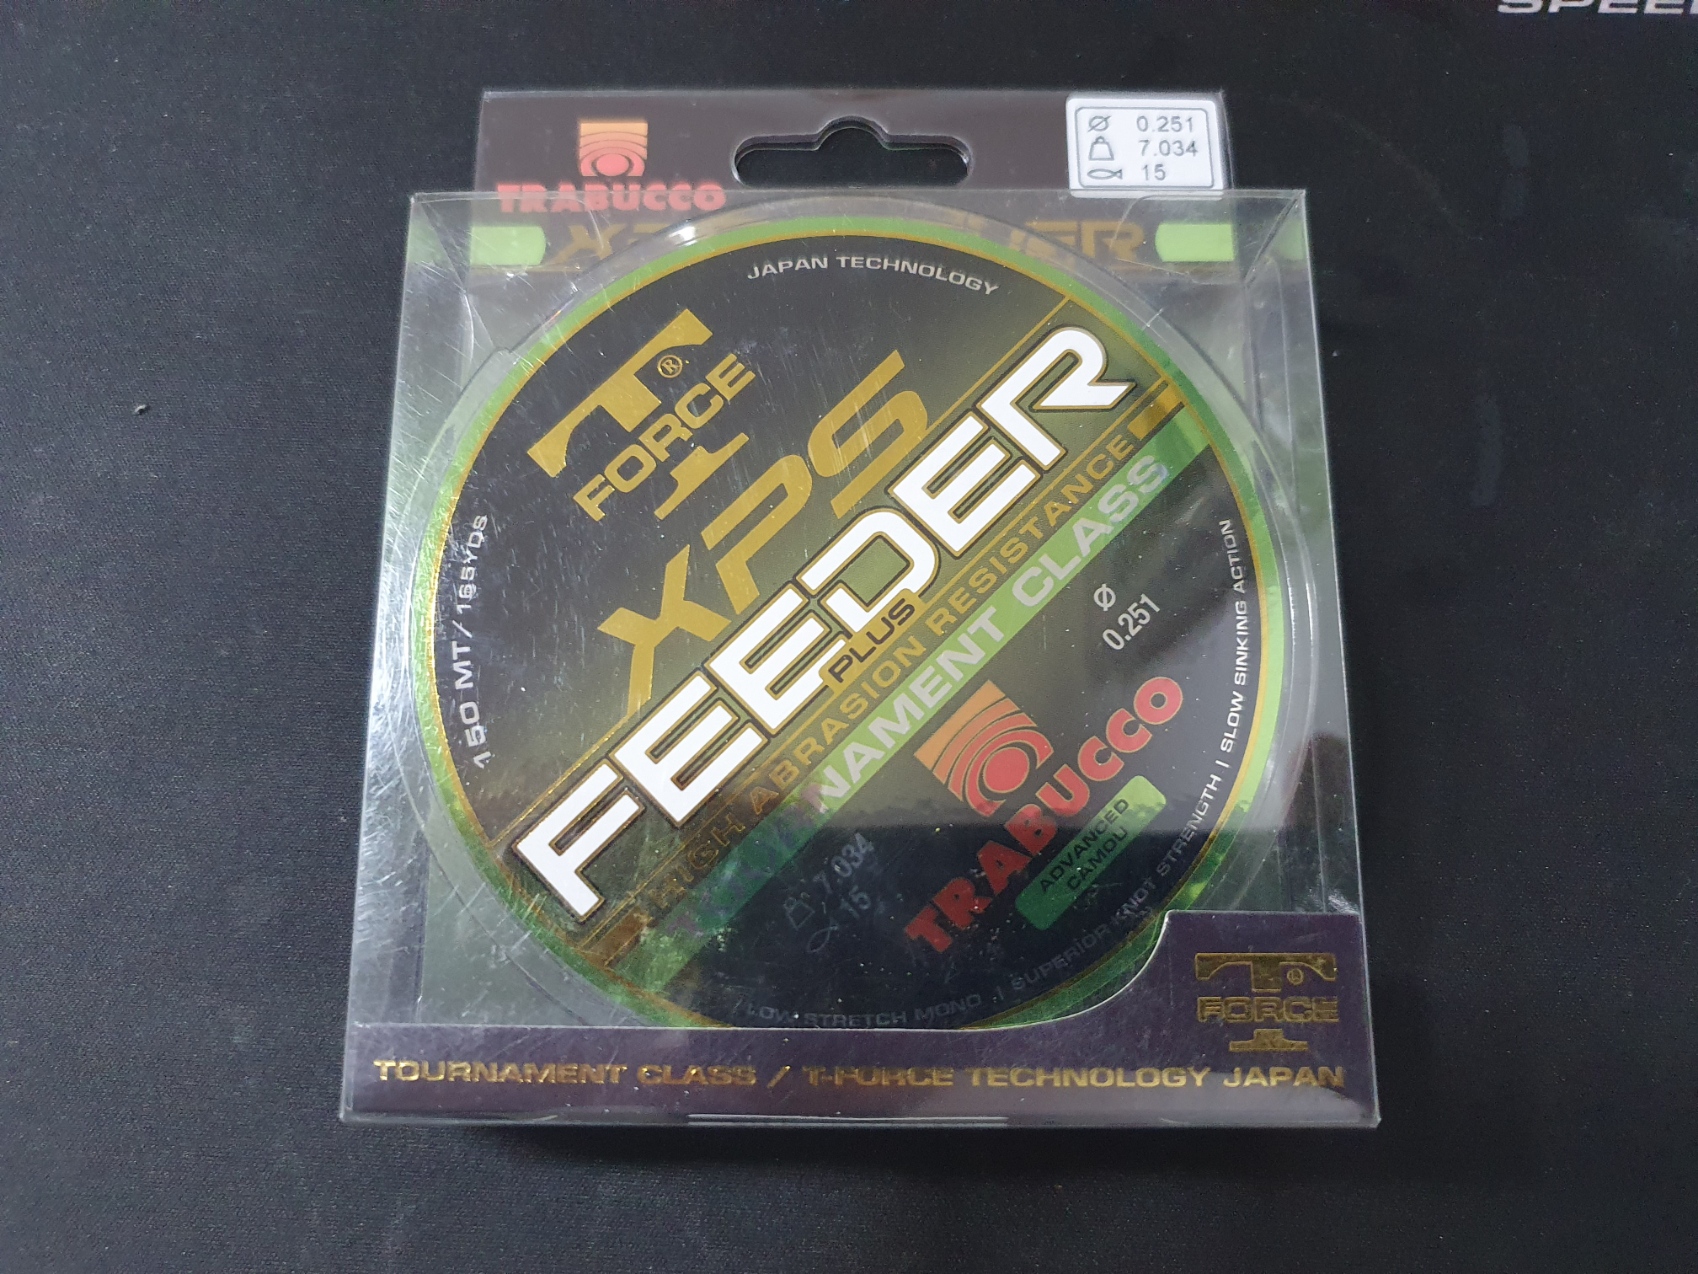 SPEE
TRABUCCO
Ø 0.251
7.034
15
JAPAN TECHNOLOGY
T®
FORCE
XPS
FEEDER
PLUS
HIGH ABRASION RESISTANCE
TOURNAMENT CLASS
150 MT/165YDS
Ø
0.251
7.034
15
TRABUCCO
ADVANCED
CAMOU
LOW STRETCH MONO | SUPERIOR KNOT STRENGTH | SLOW SINKING ACTION
T®
FORCE
TOURNAMENT CLASS / T-FORCE TECHNOLOGY JAPAN